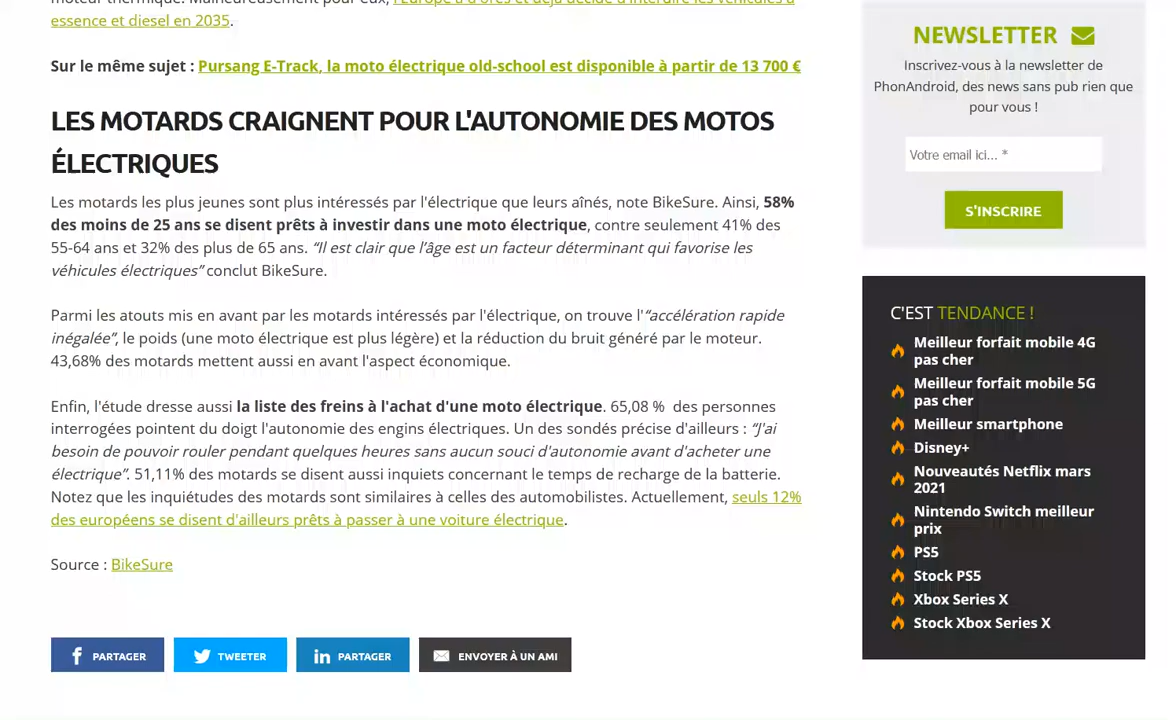 moteur thermique. Malheureusement pour eux, l'Europe a d'ores et déjà décidé d'interdire les véhicules à
essence et diesel en 2035.
Sur le même sujet : Pursang E-Track, la moto électrique old-school est disponible à partir de 13 700 €
LES MOTARDS CRAIGNENT POUR L'AUTONOMIE DES MOTOS
ÉLECTRIQUES
Les motards les plus jeunes sont plus intéressés par l'électrique que leurs aînés, note BikeSure. Ainsi, 58%
des moins de 25 ans se disent prêts à investir dans une moto électrique, contre seulement 41% des
55-64 ans et 32% des plus de 65 ans. “Il est clair que l’âge est un facteur déterminant qui favorise les
véhicules électriques” conclut BikeSure.
Parmi les atouts mis en avant par les motards intéressés par l'électrique, on trouve l'“accélération rapide
inégalée”, le poids (une moto électrique est plus légère) et la réduction du bruit généré par le moteur.
43,68% des motards mettent aussi en avant l'aspect économique.
Enfin, l'étude dresse aussi la liste des freins à l'achat d'une moto électrique. 65,08 % des personnes
interrogées pointent du doigt l'autonomie des engins électriques. Un des sondés précise d'ailleurs : “J'ai
besoin de pouvoir rouler pendant quelques heures sans aucun souci d'autonomie avant d'acheter une
électrique”. 51,11% des motards se disent aussi inquiets concernant le temps de recharge de la batterie.
Notez que les inquiétudes des motards sont similaires à celles des automobilistes. Actuellement, seuls 12%
des européens se disent d'ailleurs prêts à passer à une voiture électrique.
Source : BikeSure
PARTAGER
TWEETER
PARTAGER
ENVOYER À UN AMI
NEWSLETTER
Inscrivez-vous à la newsletter de
PhonAndroid, des news sans pub rien que
pour vous !
Votre email ici... *
S'INSCRIRE
C'EST TENDANCE !
Meilleur forfait mobile 4G
pas cher
Meilleur forfait mobile 5G
pas cher
Meilleur smartphone
Disney+
Nouveautés Netflix mars
2021
Nintendo Switch meilleur
prix
PS5
Stock PS5
Xbox Series X
Stock Xbox Series X